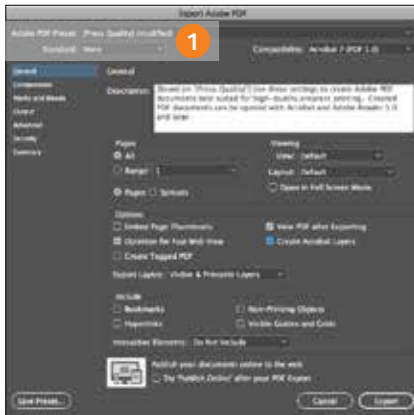 Export Adobe PDF
Adobe PDF Preset: [Press Quality] (modified)
Standard: None
Compatibility: Acrobat 7 (PDF 1.6)
1
General
Compression
Marks and Bleeds
Output
Advanced
Security
Summary
General
Description: [Based on '[Press Quality]'] Use these settings to create Adobe PDF
documents best suited for high-quality prepress printing. Created
PDF documents can be opened with Acrobat and Adobe Reader 5.0
and later.
Pages
All
Range: 1
Pages Spreads
Viewing
View: Default
Layout: Default
Open in Full Screen Mode
Options
Embed Page Thumbnails
Optimize for Fast Web View
Create Tagged PDF
View PDF after Exporting
Create Acrobat Layers
Export Layers: Visible & Printable Layers
Include
Bookmarks
Hyperlinks
Non-Printing Objects
Visible Guides and Grids
Interactive Elements: Do Not Include
Publish your documents online to the web
Try 'Publish Online' after your PDF Export
Save Preset...
Cancel
Export